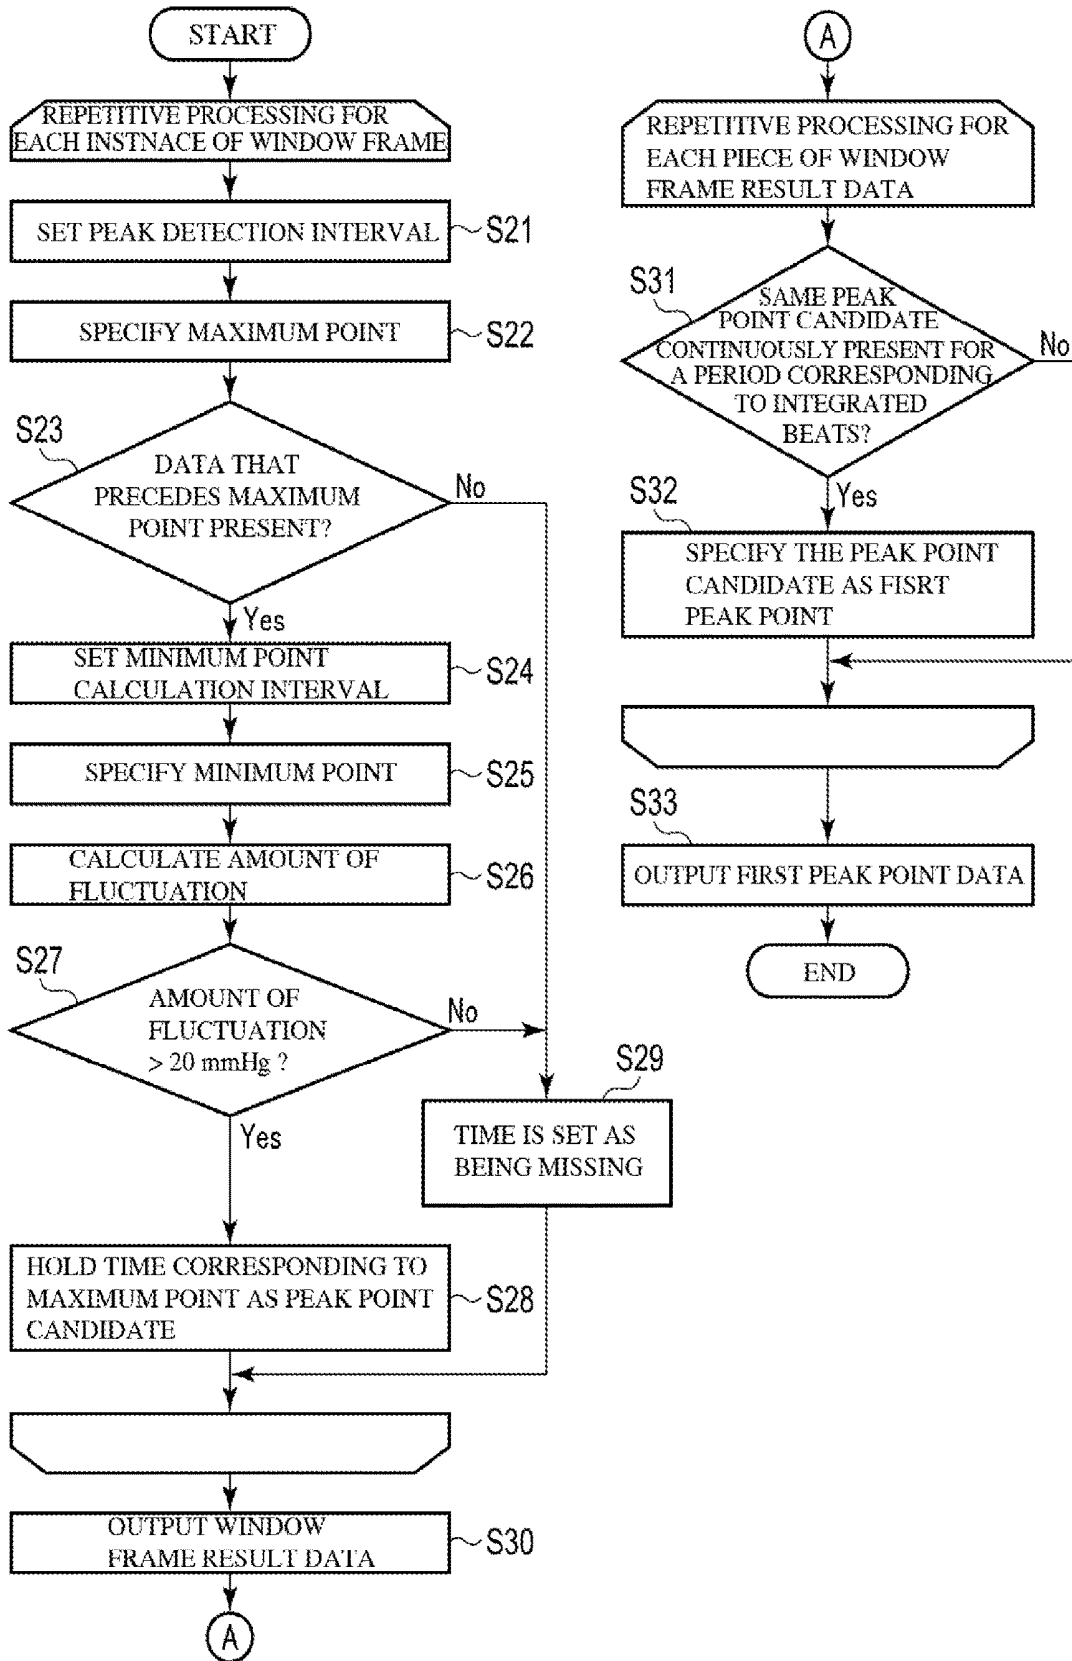 START
REPETITIVE PROCESSING FOR
EACH INSTNACE OF WINDOW FRAME
SET PEAK DETECTION INTERVAL
S21
SPECIFY MAXIMUM POINT
S22
S23
DATA THAT
PRECEDES MAXIMUM
POINT PRESENT?
No
Yes
SET MINIMUM POINT
CALCULATION INTERVAL
S24
SPECIFY MINIMUM POINT
S25
CALCULATE AMOUNT OF
FLUCTUATION
S26
S27
AMOUNT OF
FLUCTUATION
> 20 mmHg ?
No
Yes
S29
TIME IS SET AS
BEING MISSING
HOLD TIME CORRESPONDING TO
MAXIMUM POINT AS PEAK POINT
CANDIDATE
S28
OUTPUT WINDOW
FRAME RESULT DATA
S30
A
A
REPETITIVE PROCESSING FOR
EACH PIECE OF WINDOW
FRAME RESULT DATA
S31
SAME PEAK
POINT CANDIDATE
CONTINUOUSLY PRESENT FOR
A PERIOD CORRESPONDING
TO INTEGRATED
BEATS?
No
Yes
S32
SPECIFY THE PEAK POINT
CANDIDATE AS FISRT
PEAK POINT
S33
OUTPUT FIRST PEAK POINT DATA
END